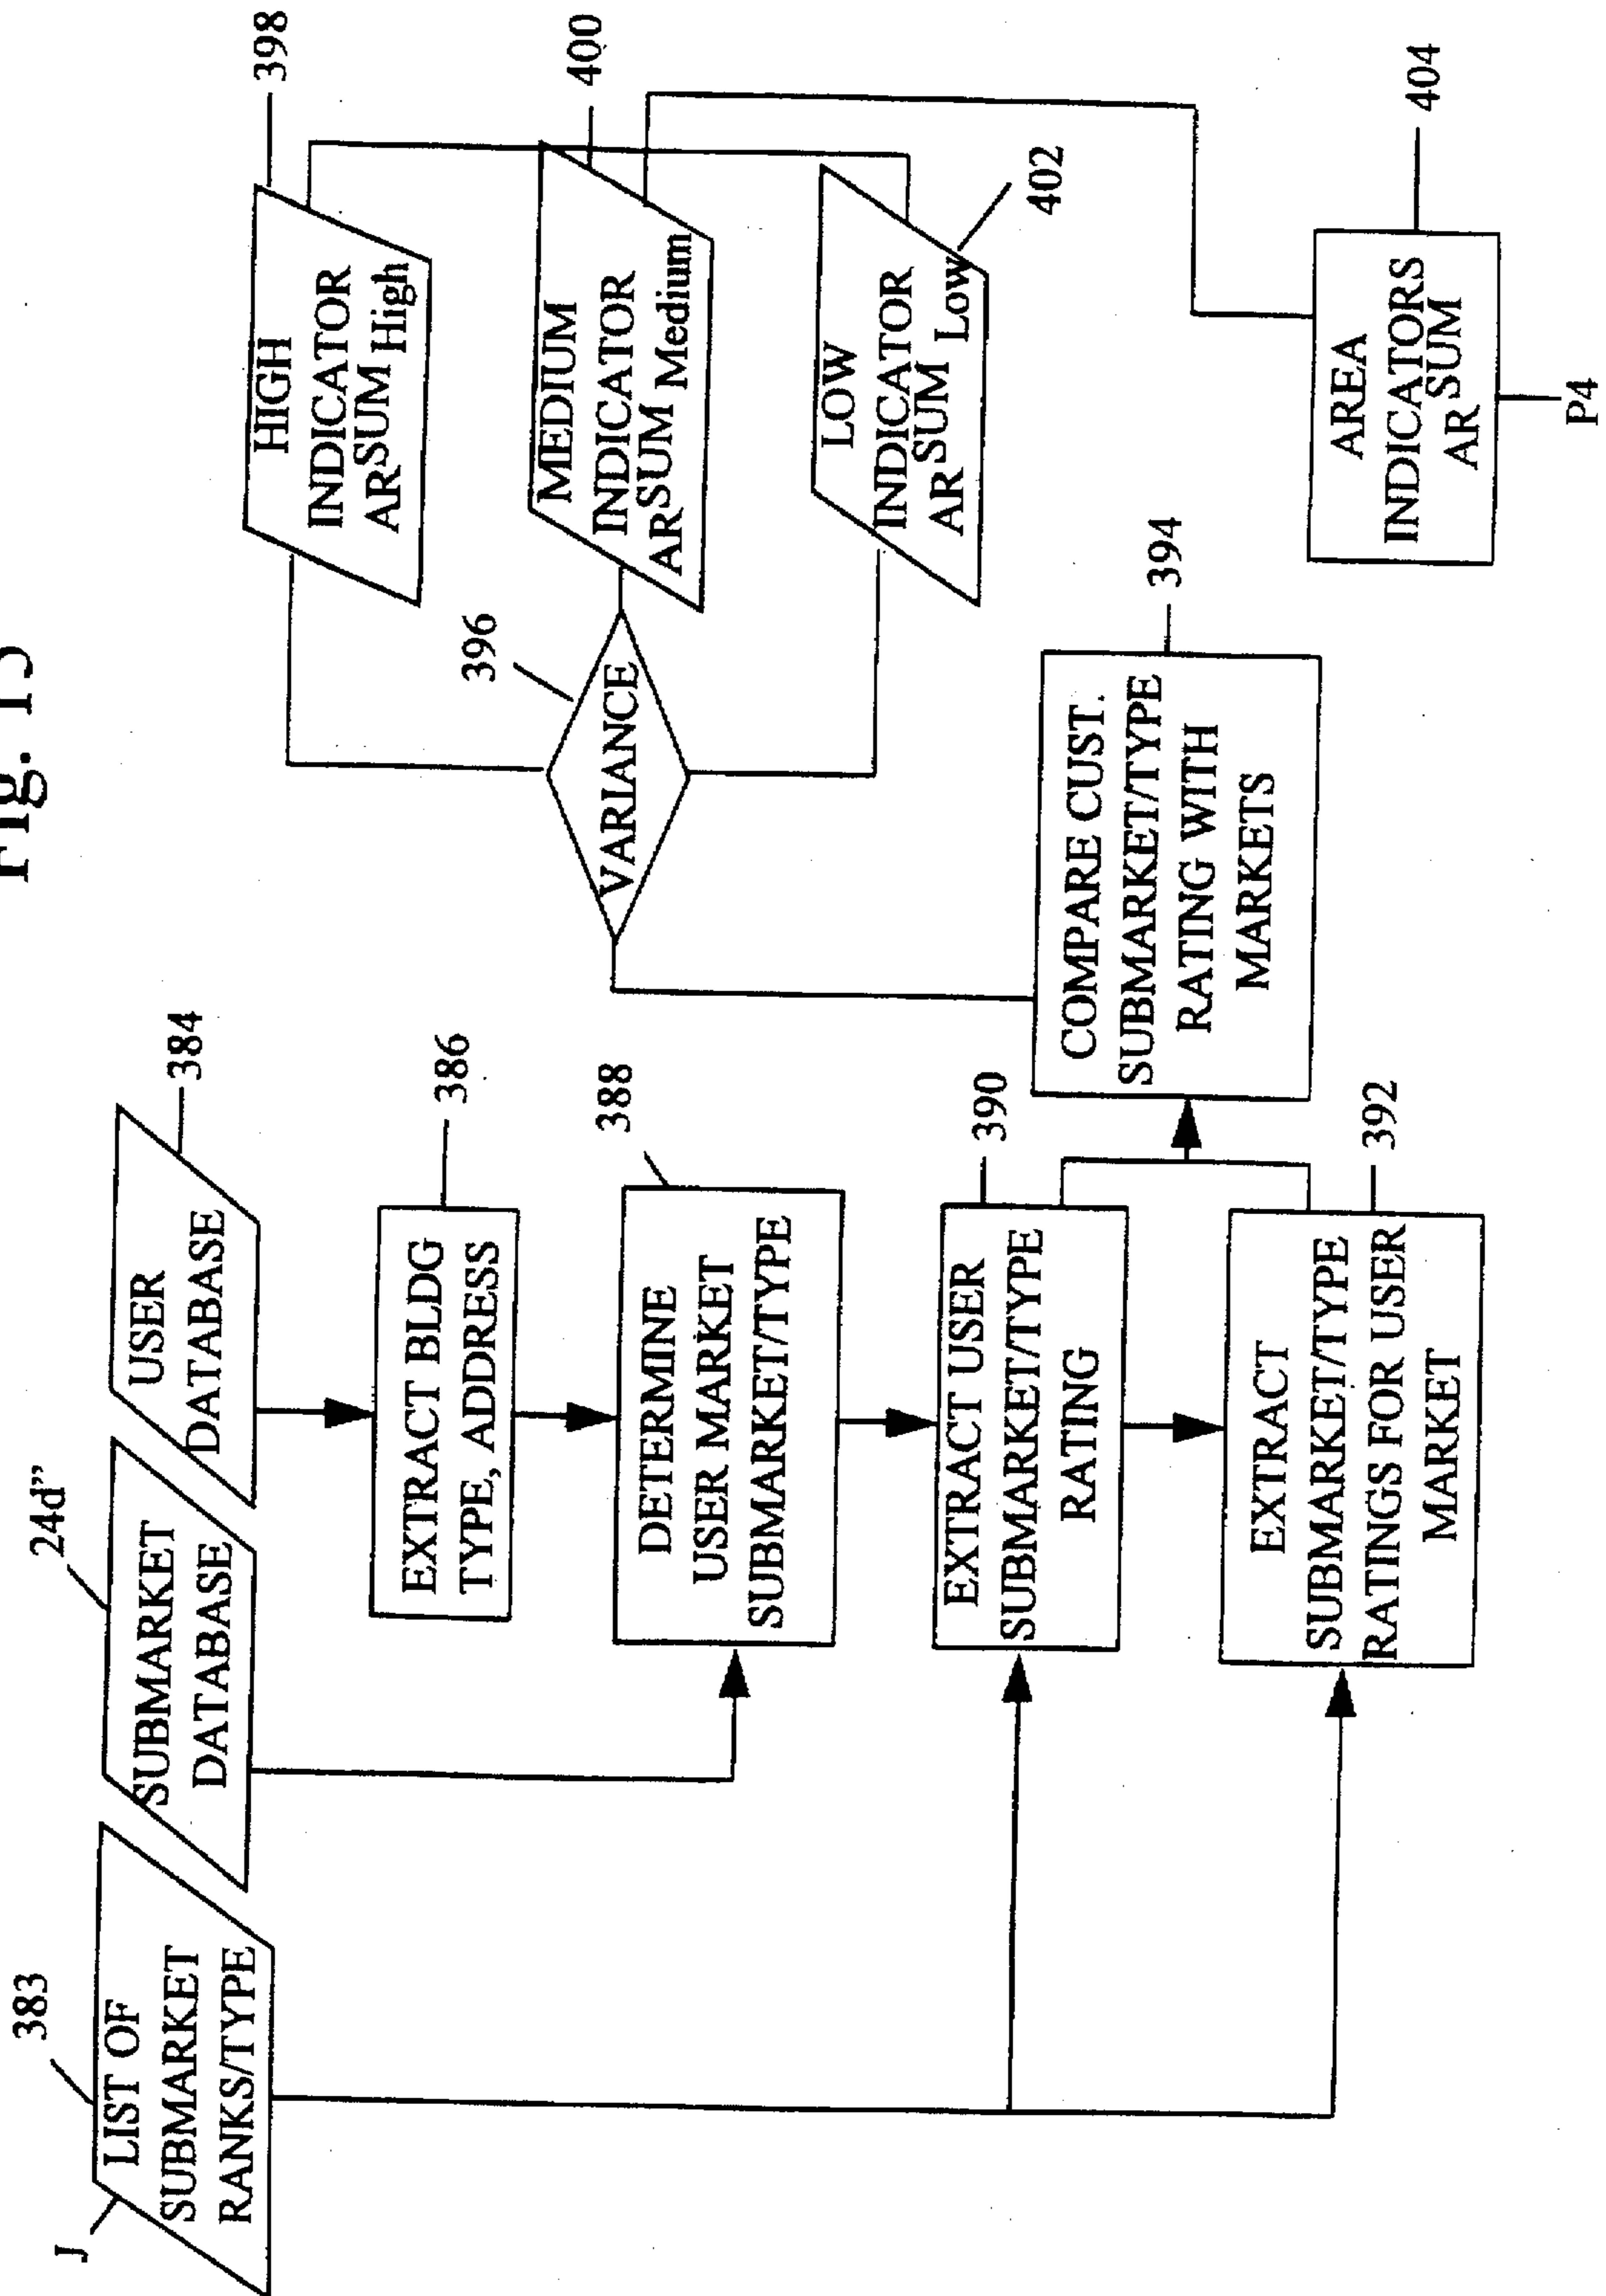 Fig. 15
383
J
LIST OF
SUBMARKET
RANKS/TYPE
24d”
SUBMARKET
DATABASE
384
USER
DATABASE
386
EXTRACT BLDG
TYPE, ADDRESS
388
DETERMINE
USER MARKET
SUBMARKET/TYPE
390
EXTRACT USER
SUBMARKET/TYPE
RATING
392
EXTRACT
SUBMARKET/TYPE
RATINGS FOR USER
MARKET
394
COMPARE CUST.
SUBMARKET/TYPE
RATING WITH
MARKETS
396
VARIANCE
398
HIGH
INDICATOR
AR SUM High
400
MEDIUM
INDICATOR
AR SUM Medium
402
LOW
INDICATOR
AR SUM Low
404
AREA
INDICATORS
AR SUM
P4